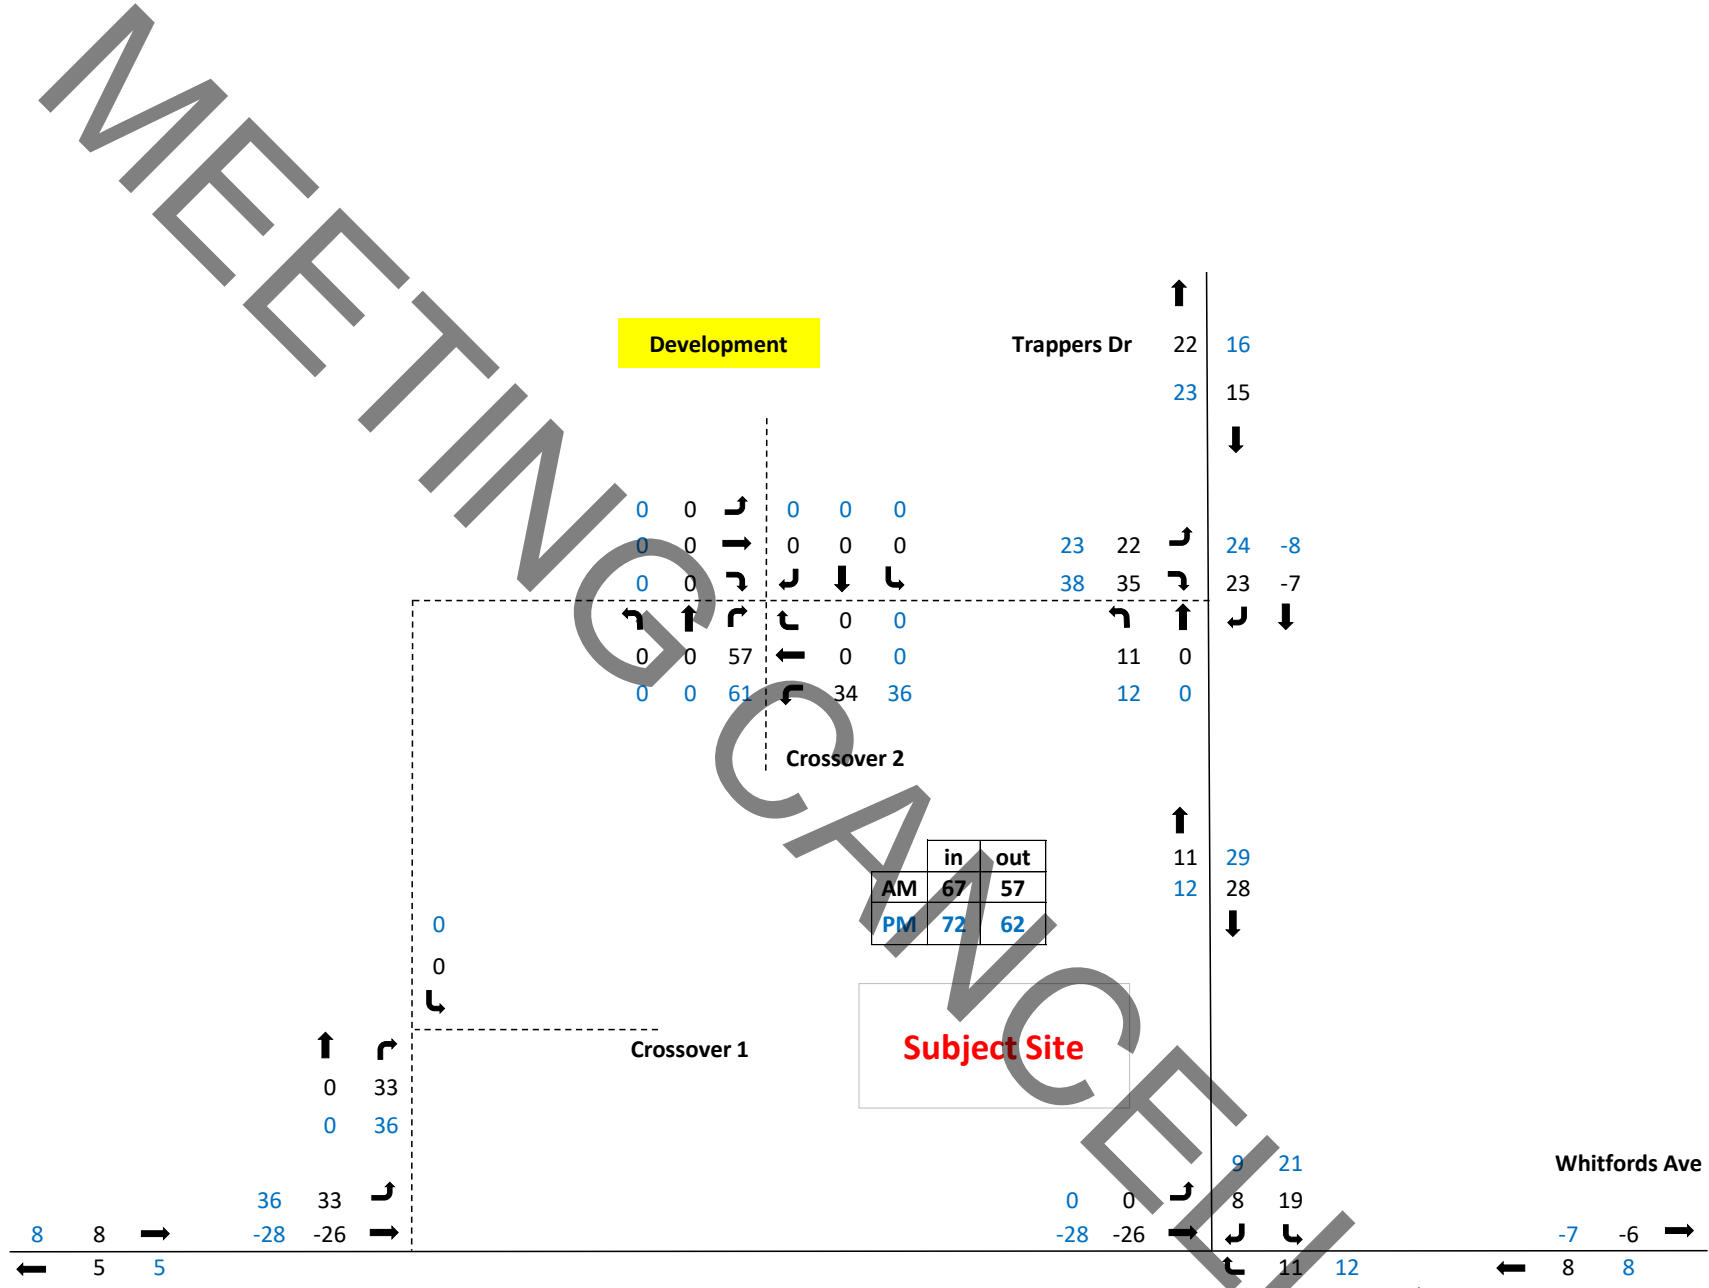 MEETING CANCELL
Development
Trappers Dr 22 16
23 15
0 0 0 0 0
0 0 0 0 0 23 22 24 -8
0 0 38 35 23 -7
0 0
0 0 57 0 0 11 0
0 0 61 34 36 12 0
Crossover 2
in out
11 29
AM 67 57
12 28
PM 72 62
0
0
Crossover 1
Subject Site
0 33
0 36
9 21
Whitfords Ave
36 33 0 0 8 19
8 8 -28 -26 -28 -26 -7 -6
5 5 11 12 8 8